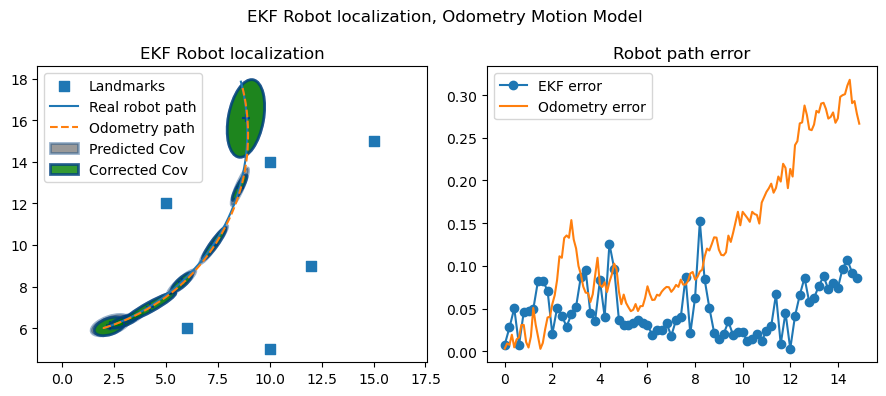 EKF Robot localization, Odometry Motion Model
EKF Robot localization
18
16
14
12
10
8
6
0.0 2.5 5.0 7.5 10.0 12.5 15.0 17.5
Landmarks
Real robot path
Odometry path
Predicted Cov
Corrected Cov
Robot path error
0.30
0.25
0.20
0.15
0.10
0.05
0.00
0 2 4 6 8 10 12 14
EKF error
Odometry error